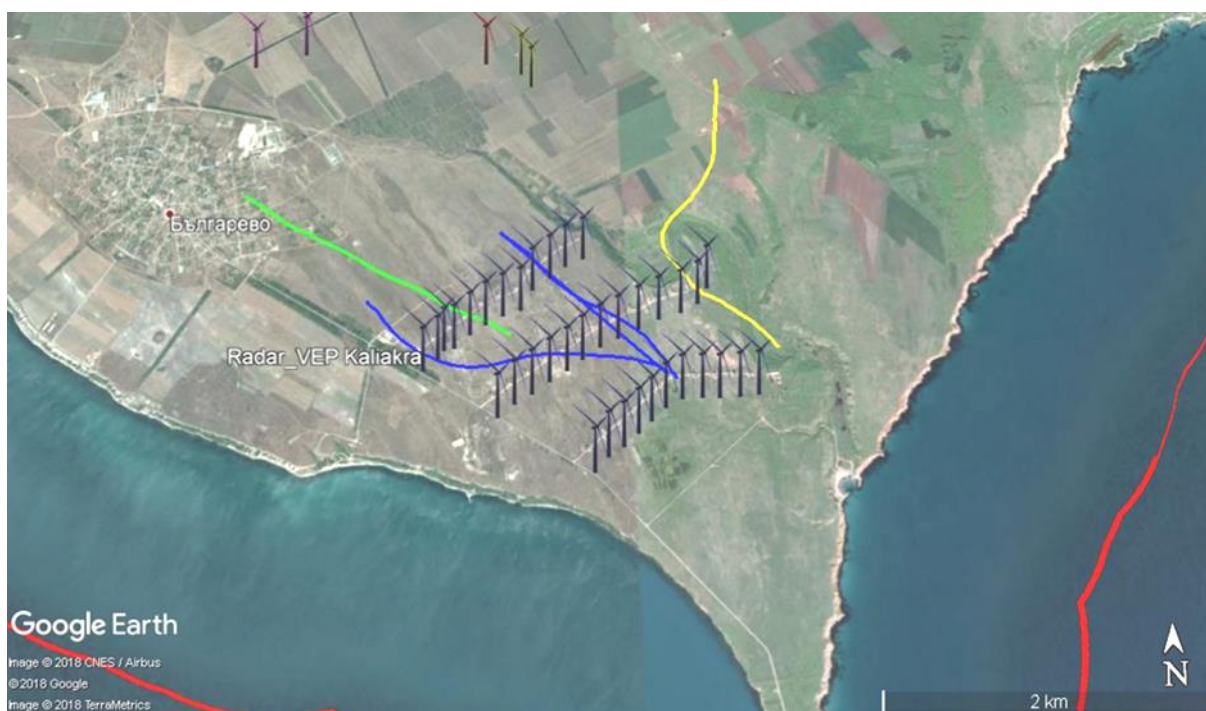 Българево
Radar_VEP Kaliakra
Google Earth
Image © 2018 CNES / Airbus
© 2018 Google
Image © 2018 TerraMetrics
N
2 km